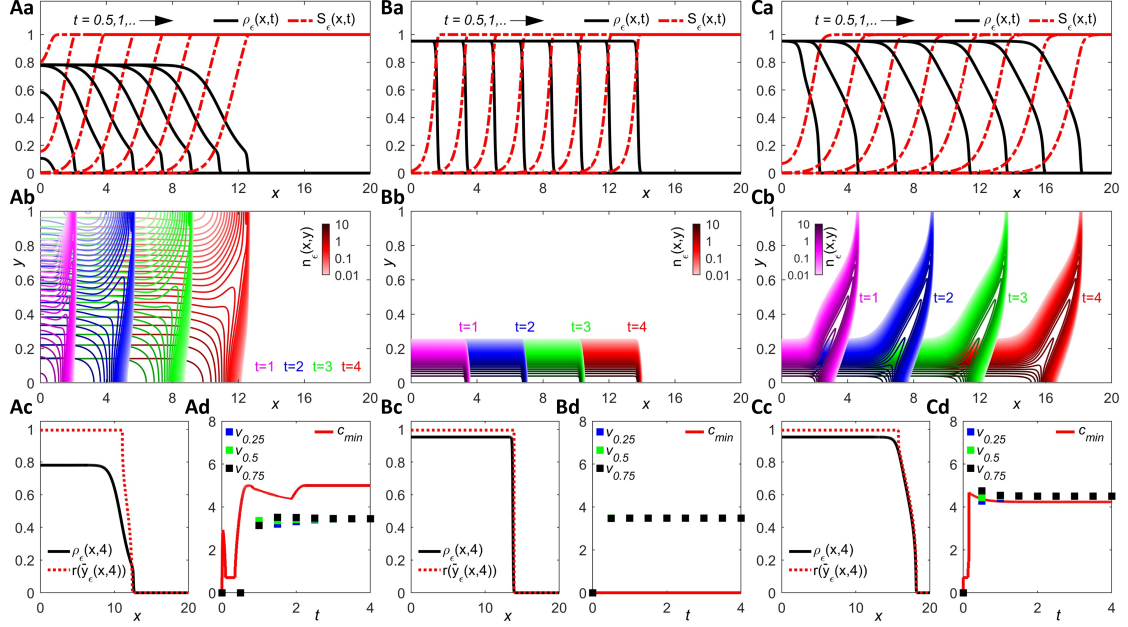 Aa
t = 0.5,1,.. ρϵ(x,t) Sϵ(x,t)
1
0.8
0.6
0.4
0.2
0
0 4 8 12 16 20
x
Ba
t = 0.5,1,.. ρϵ(x,t) Sϵ(x,t)
1
0.8
0.6
0.4
0.2
0
0 4 8 12 16 20
x
Ca
t = 0.5,1,.. ρϵ(x,t) Sϵ(x,t)
1
0.8
0.6
0.4
0.2
0
0 4 8 12 16 20
x
Ab
y
1
0.8
0.6
0.4
0.2
0
nϵ(x,y)
10
1
0.1
0.01
t=1 t=2 t=3 t=4
0 4 8 12 16 20
x
Bb
y
1
0.8
0.6
0.4
0.2
0
nϵ(x,y)
10
1
0.1
0.01
t=1 t=2 t=3 t=4
0 4 8 12 16 20
x
Cb
y
1
0.8
0.6
0.4
0.2
0
nϵ(x,y)
10
1
0.1
0.01
t=1 t=2 t=3 t=4
0 4 8 12 16 20
x
Ac
1
0.8
0.6
0.4
0.2
0
ρϵ(x,4)
r(ȳϵ(x,4))
0 10 20
x
Ad
8
6
4
2
0
v0.25
v0.5
v0.75
cmin
0 2 4
t
Bc
1
0.8
0.6
0.4
0.2
0
ρϵ(x,4)
r(ȳϵ(x,4))
0 10 20
x
Bd
8
6
4
2
0
v0.25
v0.5
v0.75
cmin
0 2 4
t
Cc
1
0.8
0.6
0.4
0.2
0
ρϵ(x,4)
r(ȳϵ(x,4))
0 10 20
x
Cd
8
6
4
2
0
v0.25
v0.5
v0.75
cmin
0 2 4
t